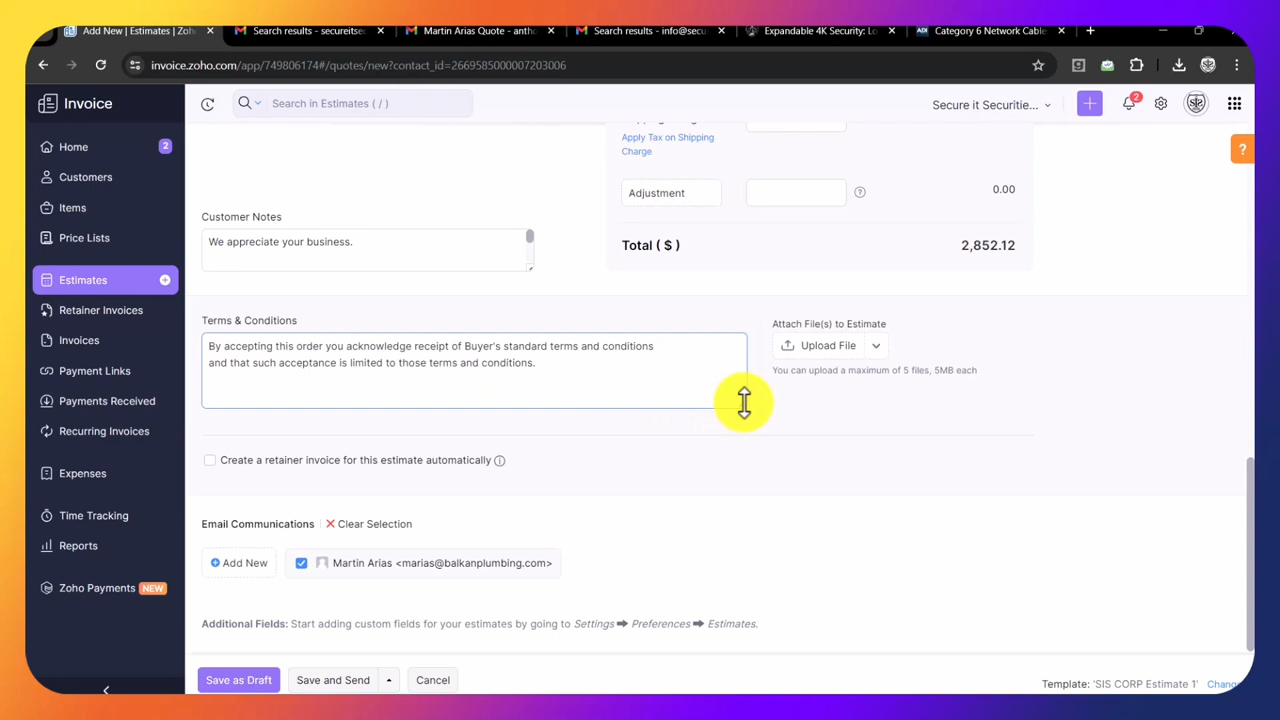 Add New | Estimates | Zoh
Search results - secureitsec
Martin Arias Quote - antho
Search results - info@secu
Expandable 4K Security: Lo
Category 6 Network Cable
invoice.zoho.com/app/749806174#/quotes/new?contact_id=2669585000007203006
Invoice
Search in Estimates ( / )
Secure it Securitie...
2
Home
2
Customers
Items
Price Lists
Estimates
Retainer Invoices
Invoices
Payment Links
Payments Received
Recurring Invoices
Expenses
Time Tracking
Reports
Zoho Payments NEW
Apply Tax on Shipping
Charge
Adjustment
0.00
?
Customer Notes
We appreciate your business.
Total ( $ )
2,852.12
Terms & Conditions
By accepting this order you acknowledge receipt of Buyer's standard terms and conditions
and that such acceptance is limited to those terms and conditions.
Attach File(s) to Estimate
Upload File
You can upload a maximum of 5 files, 5MB each
Create a retainer invoice for this estimate automatically
Email Communications
Clear Selection
Add New
Martin Arias <marias@balkanplumbing.com>
Additional Fields: Start adding custom fields for your estimates by going to Settings ➡ Preferences ➡ Estimates.
Save as Draft
Save and Send
Cancel
Template: 'SIS CORP Estimate 1'
Change